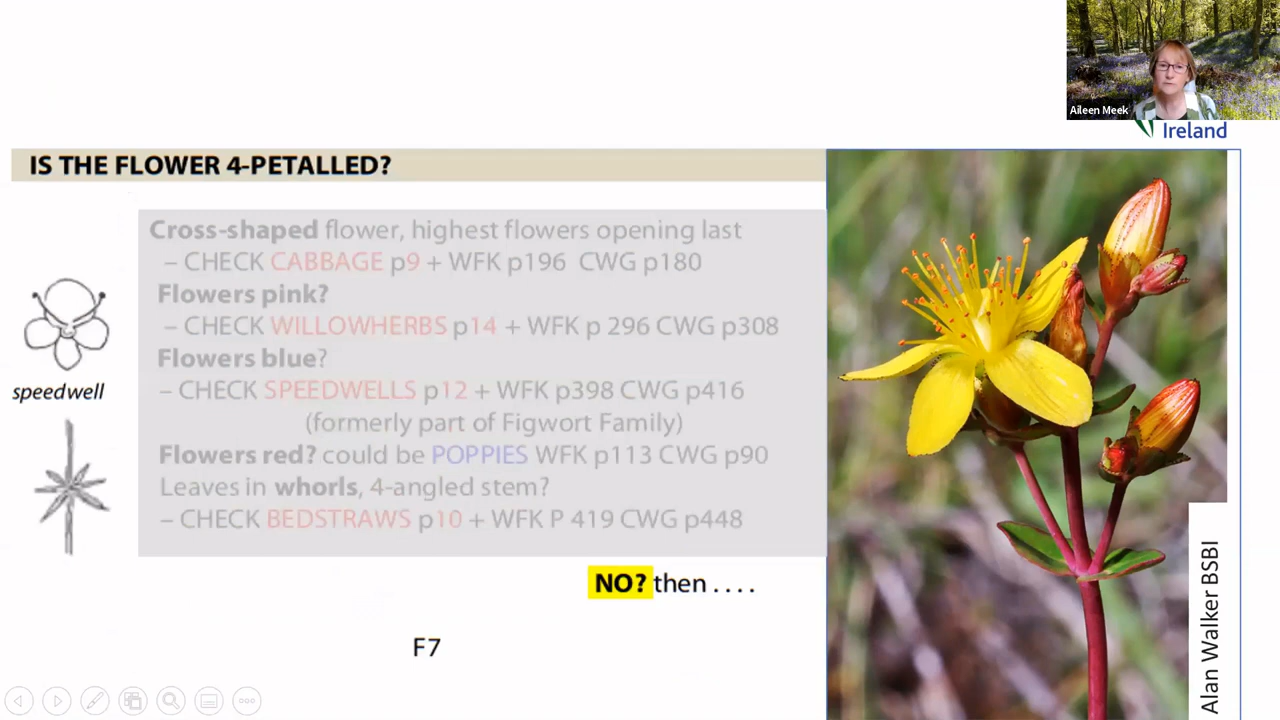 Aileen Meek
Ireland
IS THE FLOWER 4-PETALLED?
Cross-shaped flower, highest flowers opening last
– CHECK CABBAGE p9 + WFK p196 CWG p180
Flowers pink?
– CHECK WILLOWHERBS p14 + WFK p 296 CWG p308
Flowers blue?
– CHECK SPEEDWELLS p12 + WFK p398 CWG p416
(formerly part of Figwort Family)
Flowers red? could be POPPIES WFK p113 CWG p90
Leaves in whorls, 4-angled stem?
– CHECK BEDSTRAWS p10 + WFK P 419 CWG p448
speedwell
NO? then . . . .
F7
Alan Walker BSBI